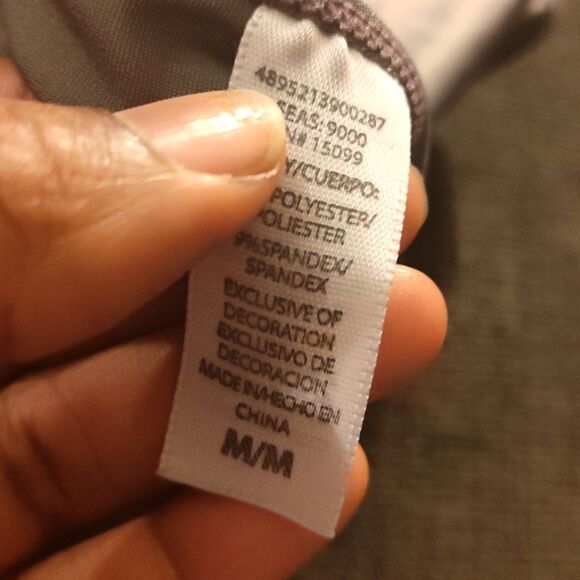 4895213900287
SEAS: 9000
# 15099
Y/CUERPO:
POLYESTER/
POLIESTER
9%SPANDEX/
SPANDEX
EXCLUSIVE OF
DECORATION
EXCLUSIVO DE
DECORACION
MADE IN/HECHO EN
CHINA
M/M